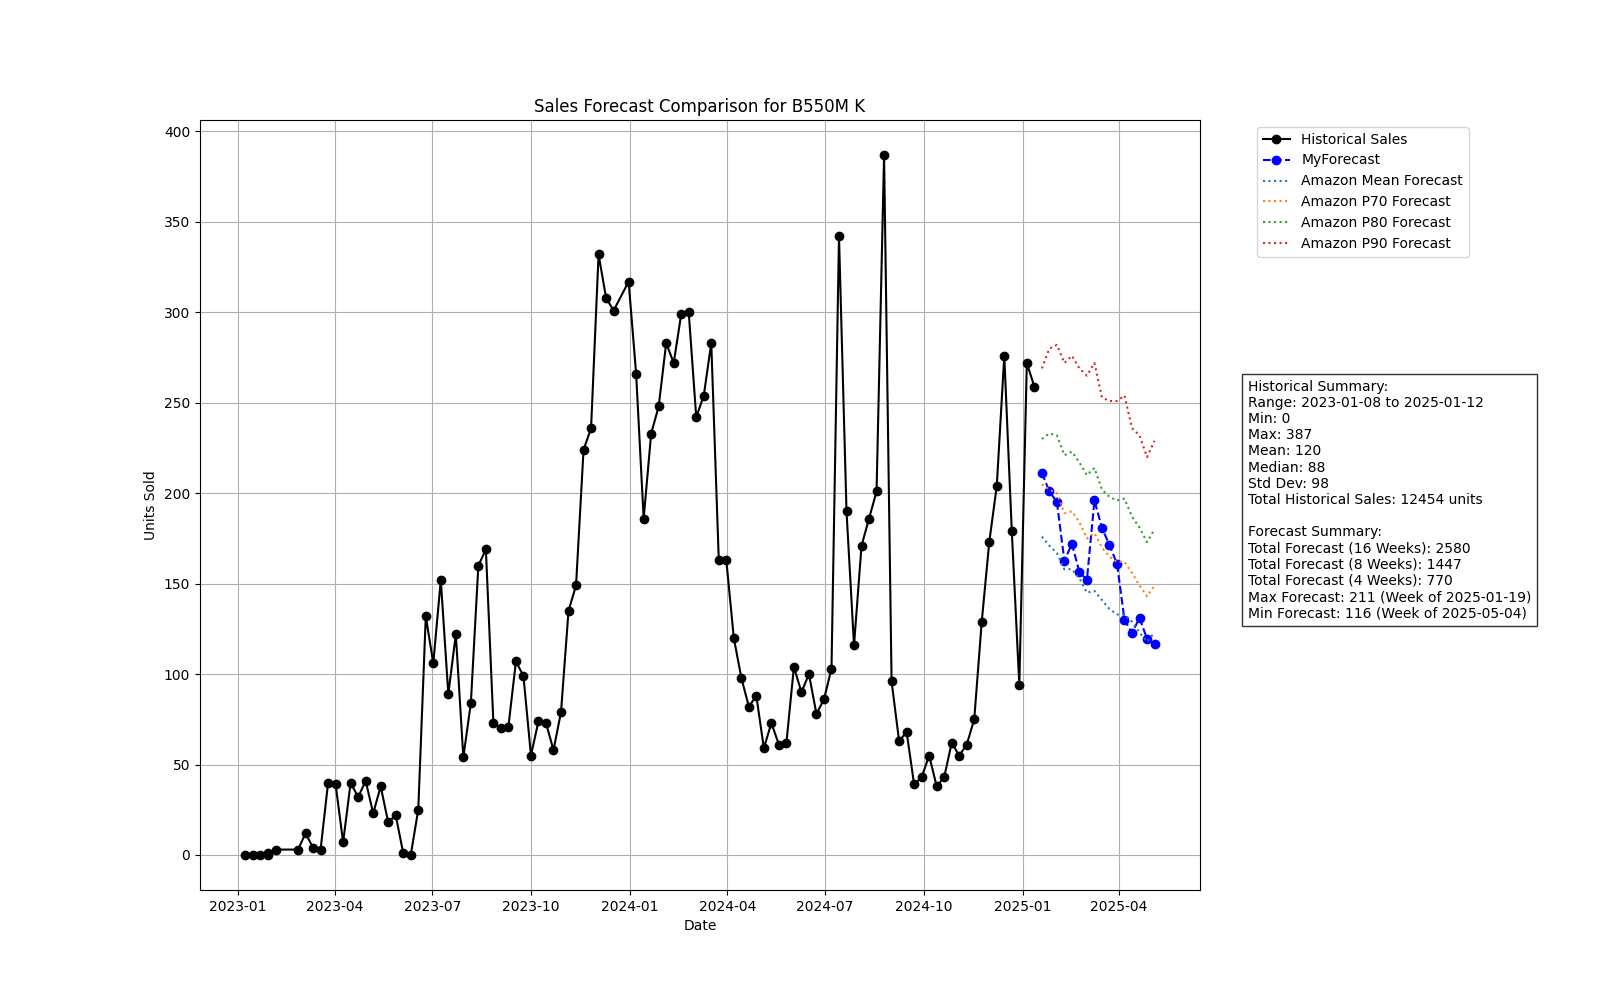 Sales Forecast Comparison for B550M K
400
350
300
250
200
150
100
50
0
Units Sold
2023-01
2023-04
2023-07
2023-10
2024-01
2024-04
2024-07
2024-10
2025-01
2025-04
Date
Historical Sales
MyForecast
Amazon Mean Forecast
Amazon P70 Forecast
Amazon P80 Forecast
Amazon P90 Forecast
Historical Summary:
Range: 2023-01-08 to 2025-01-12
Min: 0
Max: 387
Mean: 120
Median: 88
Std Dev: 98
Total Historical Sales: 12454 units
Forecast Summary:
Total Forecast (16 Weeks): 2580
Total Forecast (8 Weeks): 1447
Total Forecast (4 Weeks): 770
Max Forecast: 211 (Week of 2025-01-19)
Min Forecast: 116 (Week of 2025-05-04)